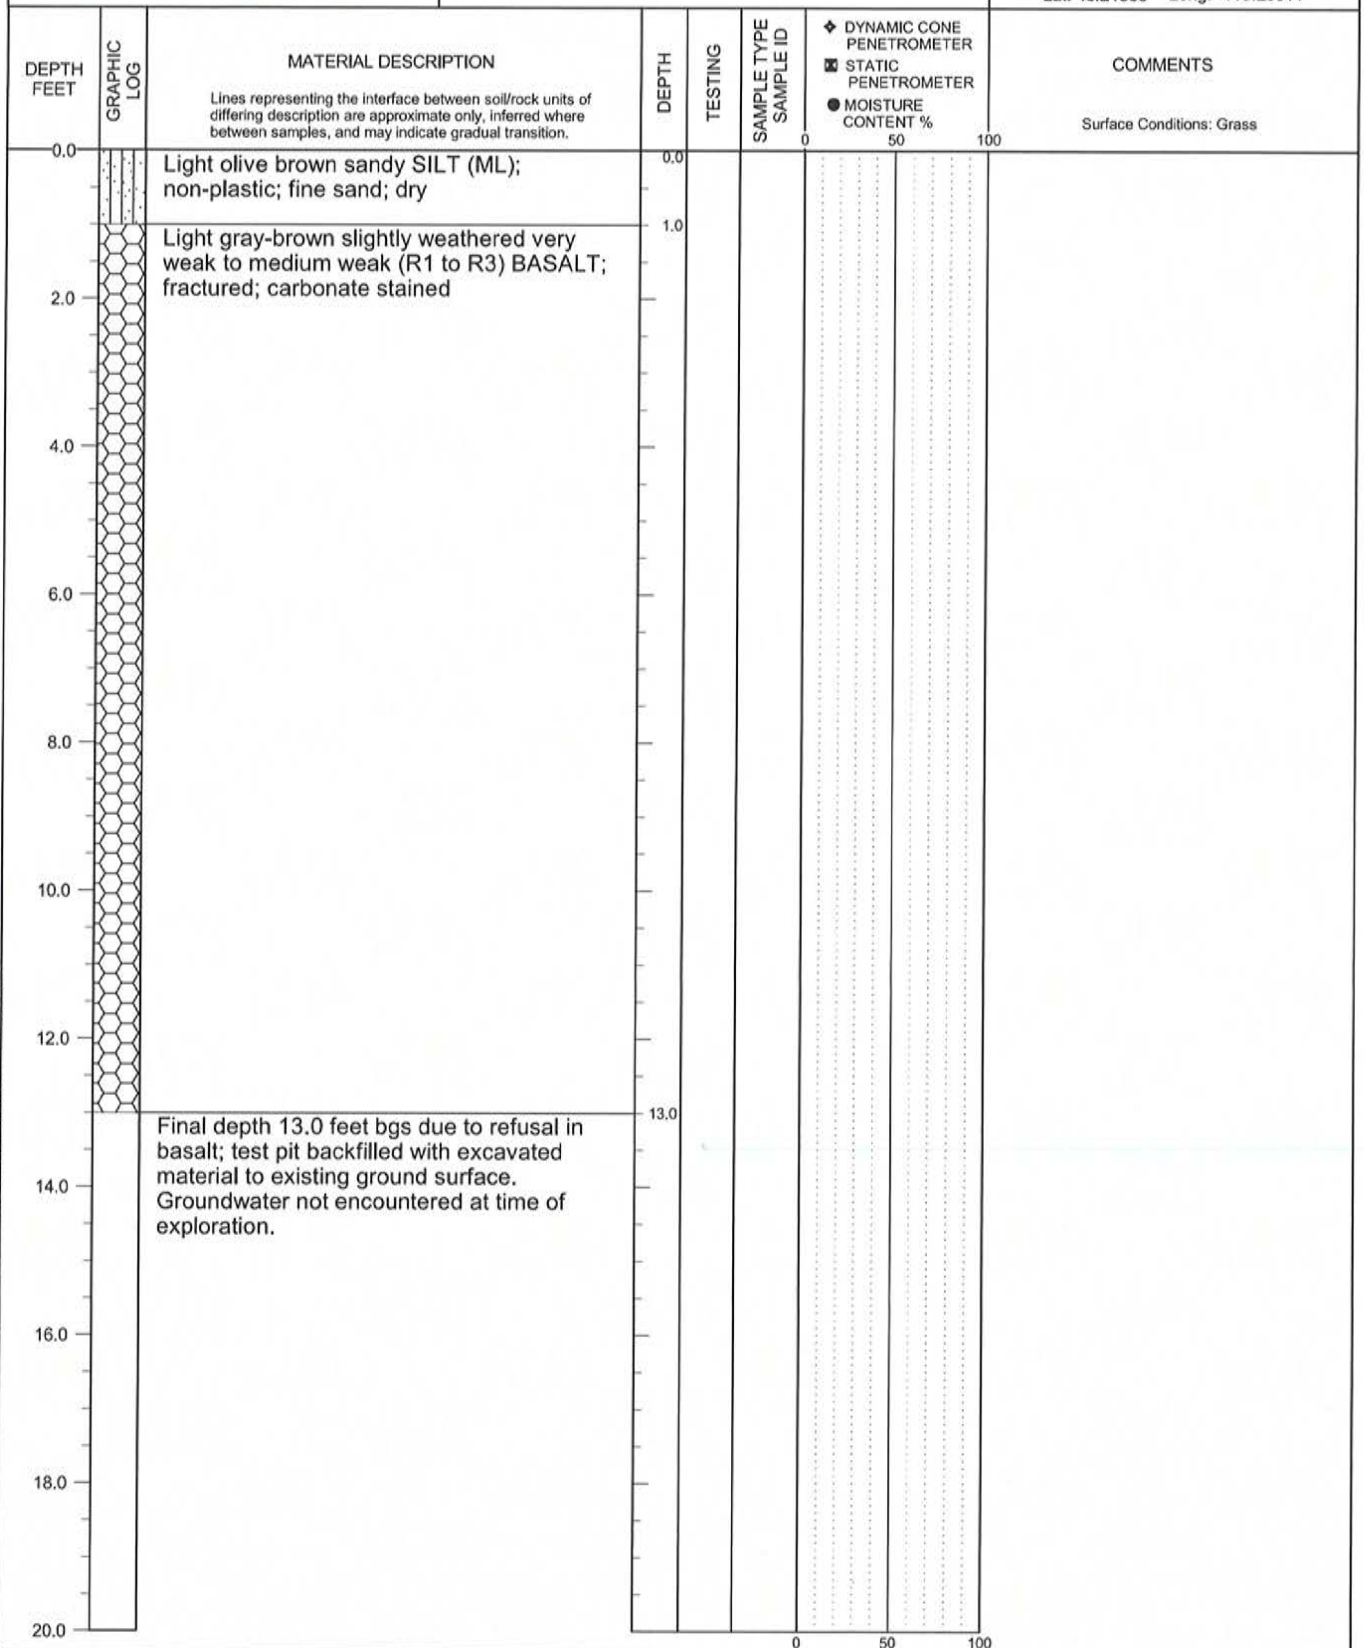 DEPTH
FEET
GRAPHIC
LOG
MATERIAL DESCRIPTION
Lines representing the interface between soil/rock units of
differing description are approximate only, inferred where
between samples, and may indicate gradual transition.
DEPTH
TESTING
SAMPLE TYPE
SAMPLE ID
DYNAMIC CONE
PENETROMETER
STATIC
PENETROMETER
MOISTURE
CONTENT %
0 50 100
COMMENTS
Surface Conditions: Grass
0.0
Light olive brown sandy SILT (ML);
non-plastic; fine sand; dry
0.0
1.0
Light gray-brown slightly weathered very
weak to medium weak (R1 to R3) BASALT;
fractured; carbonate stained
2.0
4.0
6.0
8.0
10.0
12.0
13.0
Final depth 13.0 feet bgs due to refusal in
basalt; test pit backfilled with excavated
material to existing ground surface.
Groundwater not encountered at time of
exploration.
14.0
16.0
18.0
20.0
0 50 100